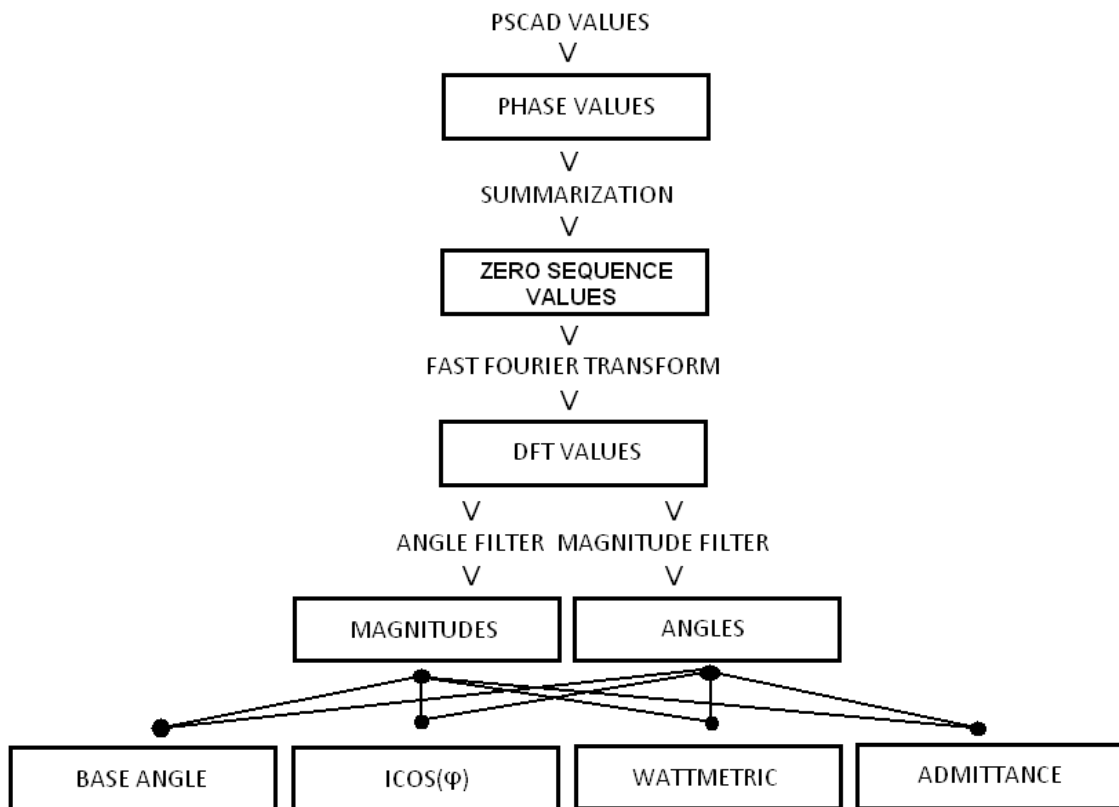 PSCAD VALUES
PHASE VALUES
SUMMARIZATION
ZERO SEQUENCE
VALUES
FAST FOURIER TRANSFORM
DFT VALUES
ANGLE FILTER MAGNITUDE FILTER
MAGNITUDES
ANGLES
BASE ANGLE
ICOS(φ)
WATTMETRIC
ADMITTANCE